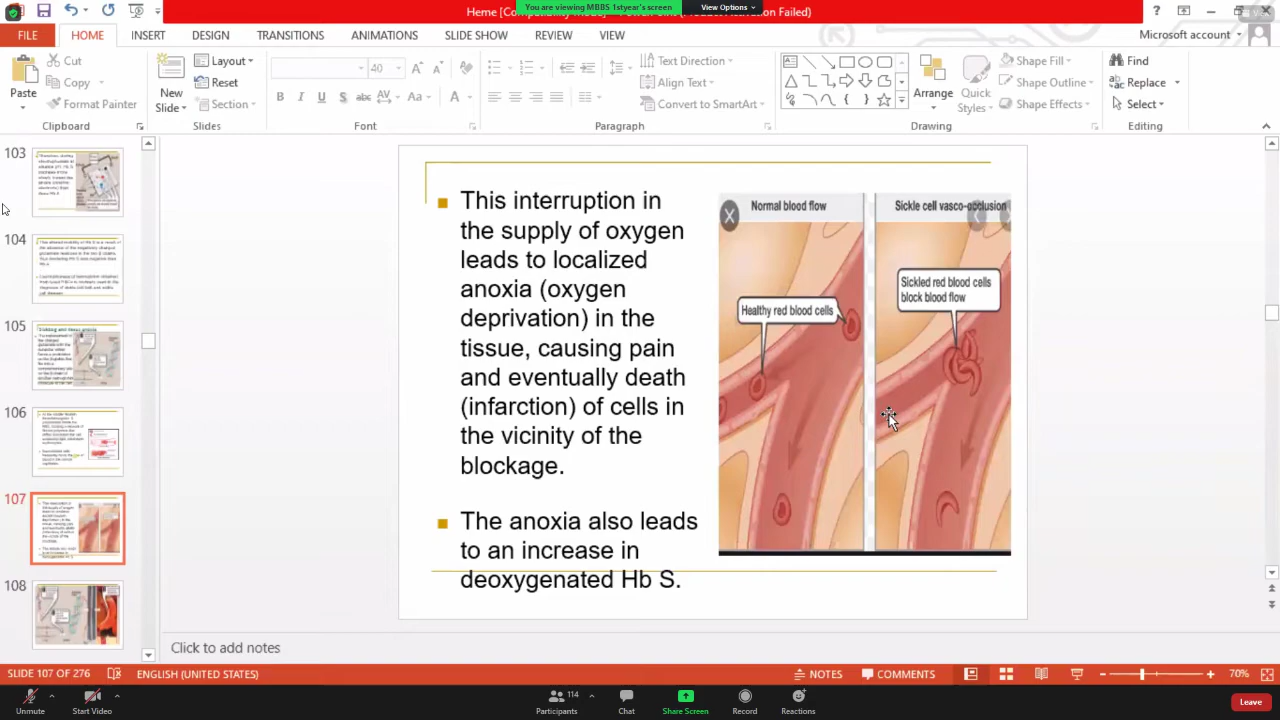 Heme [Compatibility
You are viewing MBBS 1styear's screen
View Options
Product Activation Failed)
View
FILE
HOME
INSERT
DESIGN
TRANSITIONS
ANIMATIONS
SLIDE SHOW
REVIEW
VIEW
Microsoft account
Paste
Cut
Copy
Format Painter
Clipboard
New
Slide
Layout
Reset
Section
Slides
40
B I U S abc AV Aa A
Font
Text Direction
Align Text
Convert to SmartArt
Paragraph
Arrange
Quick
Styles
Shape Fill
Shape Outline
Shape Effects
Drawing
Find
Replace
Select
Editing
103
104
105
106
107
108
This interruption in
the supply of oxygen
leads to localized
anoxia (oxygen
deprivation) in the
tissue, causing pain
and eventually death
(infarction) of cells in
the vicinity of the
blockage.
The anoxia also leads
to an increase in
deoxygenated Hb S.
Normal blood flow
Sickle cell vaso-occlusion
Healthy red blood cells
Sickled red blood cells
block blood flow
Click to add notes
SLIDE 107 OF 276
ENGLISH (UNITED STATES)
NOTES
COMMENTS
70%
Unmute
Start Video
114
Participants
Chat
Share Screen
Record
Reactions
Leave